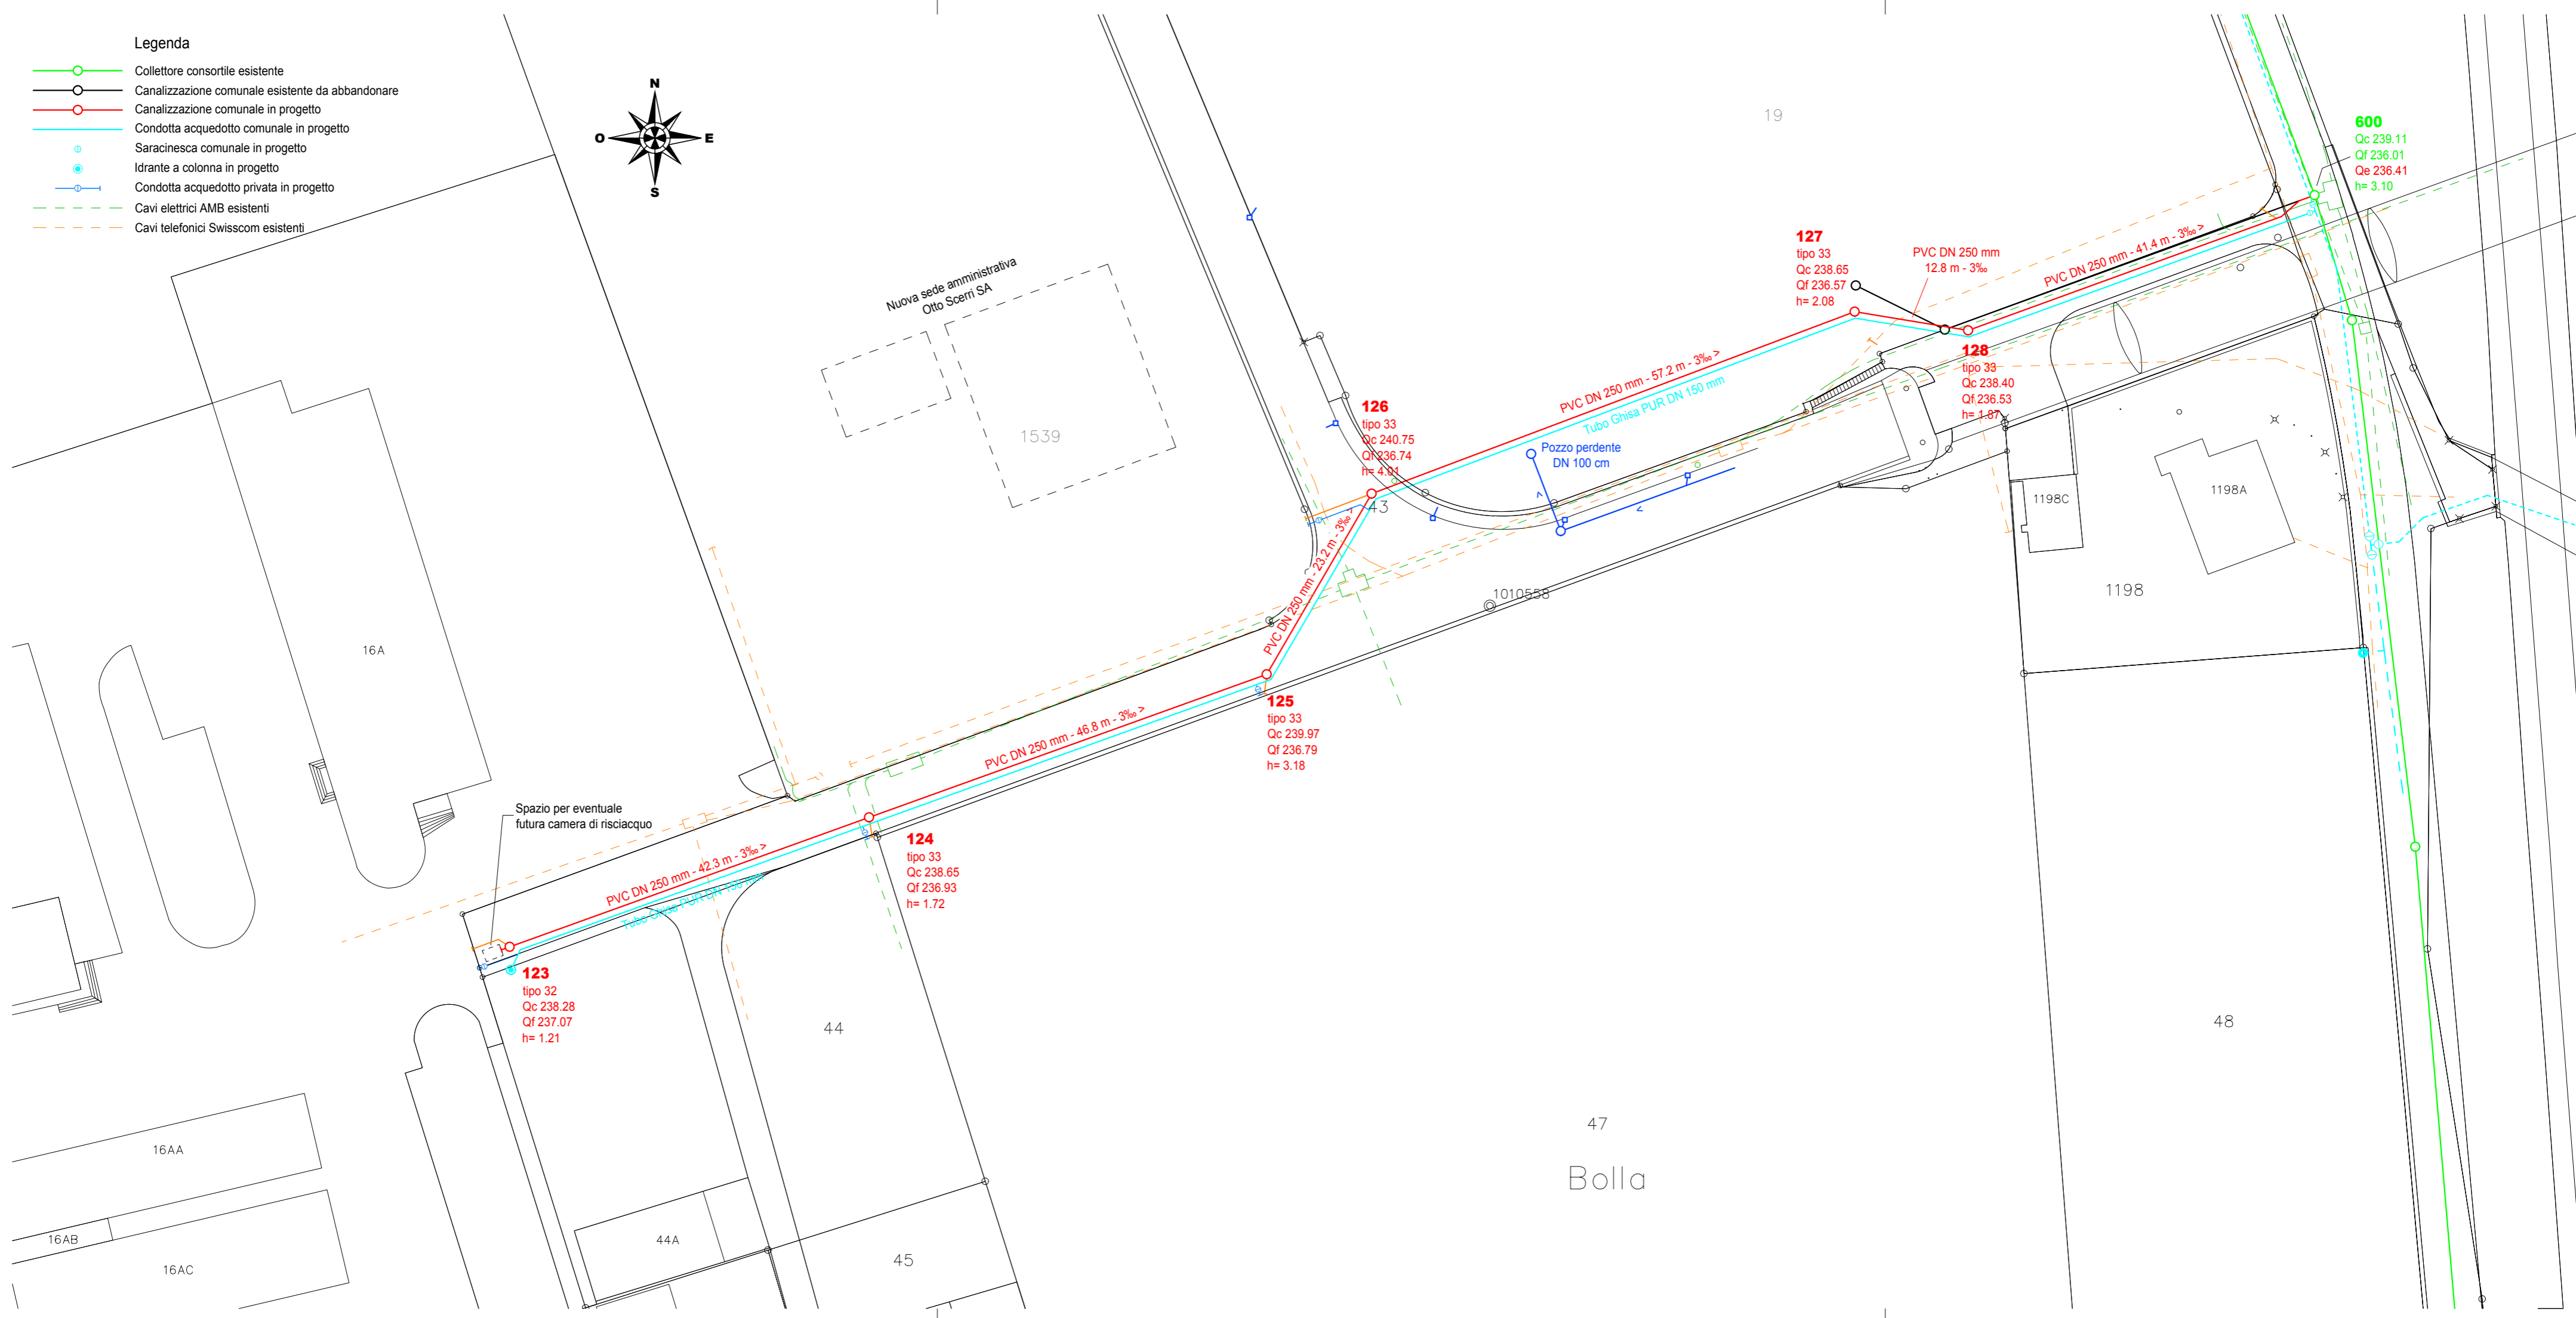 Legenda
Collettore consortile esistente
Canalizzazione comunale esistente da abbandonare
Canalizzazione comunale in progetto
Condotta acquedotto comunale in progetto
Saracinesca comunale in progetto
Idrante a colonna in progetto
Condotta acquedotto privata in progetto
Cavi elettrici AMB esistenti
Cavi telefonici Swisscom esistenti
N
O
E
S
19
600
Qc 239.11
Qf 236.01
Qe 236.41
h= 3.10
127
tipo 33
Qc 238.65
Qf 236.57
h= 2.08
PVC DN 250 mm
12.8 m - 3‰
PVC DN 250 mm - 41.4 m - 3‰ >
Nuova sede amministrativa
Otto Scerri SA
1539
128
tipo 33
Qc 238.40
Qf 236.53
h= 1.87
PVC DN 250 mm - 57.2 m - 3‰ >
Tubo Ghisa PUR DN 150 mm
126
tipo 33
Qc 240.75
Qf 236.74
h= 4.01
Pozzo perdente
DN 100 cm
43
1198C
1198A
1198
1010558
PVC DN 250 mm - 23.2 m - 3‰ >
16A
125
tipo 33
Qc 239.97
Qf 236.79
h= 3.18
PVC DN 250 mm - 46.8 m - 3‰ >
Spazio per eventuale
futura camera di risciacquo
124
tipo 33
Qc 238.65
Qf 236.93
h= 1.72
PVC DN 250 mm - 42.3 m - 3‰ >
Tubo Ghisa PUR DN 150 mm
123
tipo 32
Qc 238.28
Qf 237.07
h= 1.21
44
48
47
Bolla
16AA
16AB
16AC
44A
45